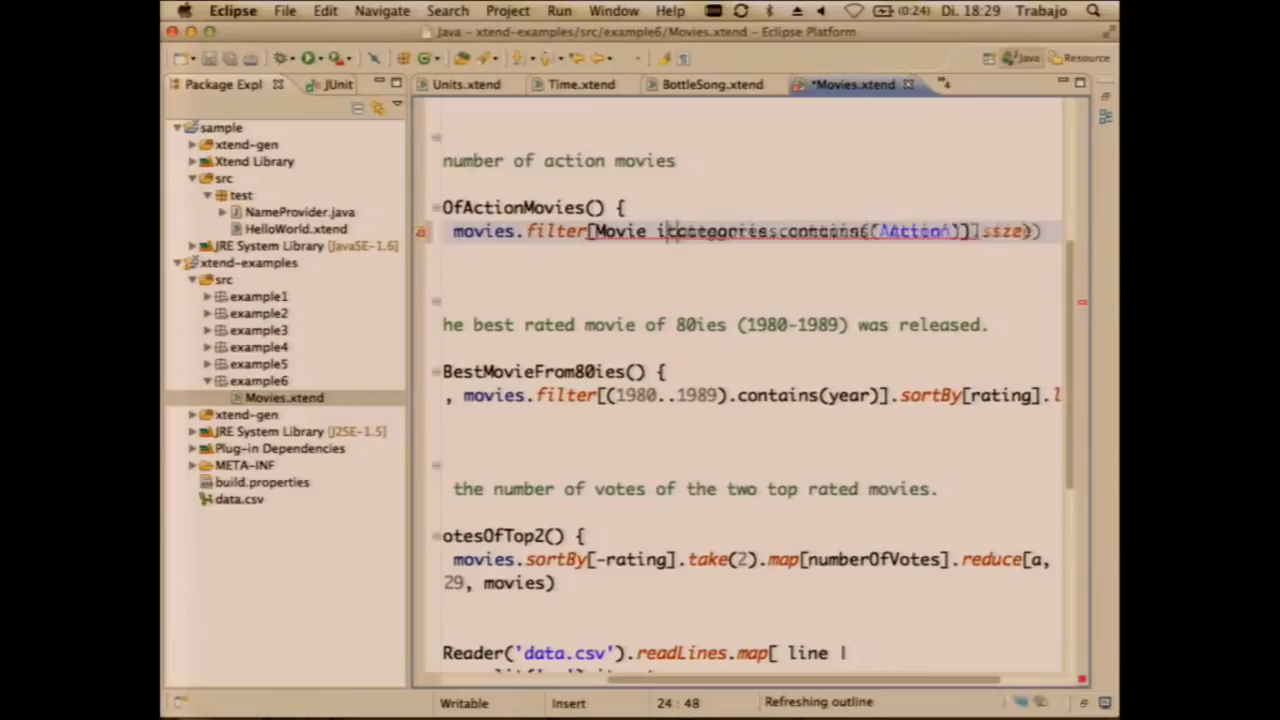 Eclipse File Edit Navigate Search Project Run Window Help (0:24) Di. 18:29 Trabajo
Java - xtend-examples/src/example6/Movies.xtend - Eclipse Platform
Java Resource
Package Expl JUnit Units.xtend Time.xtend BottleSong.xtend *Movies.xtend 4
sample
xtend-gen
Xtend Library
src
test
NameProvider.java
HelloWorld.xtend
JRE System Library [JavaSE-1.6]
xtend-examples
src
example1
example2
example3
example4
example5
example6
Movies.xtend
xtend-gen
JRE System Library [J2SE-1.5]
Plug-in Dependencies
META-INF
build.properties
data.csv
number of action movies
OfActionMovies() {
movies.filter[Movie
he best rated movie of 80ies (1980-1989) was released.
BestMovieFrom80ies() {
, movies.filter[(1980..1989).contains(year)].sortBy[rating].l
the number of votes of the two top rated movies.
otesOfTop2() {
movies.sortBy[-rating].take(2).map[numberOfVotes].reduce[a,
29, movies)
Reader('data.csv').readLines.map[ line |
Writable Insert 24 : 48 Refreshing outline